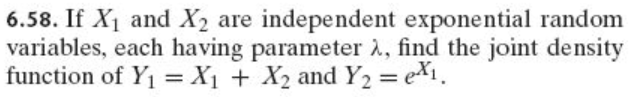 6.58. If X₁ and X₂ are independent exponential random
variables, each having parameter λ, find the joint density
function of Y₁ = X₁ + X₂ and Y₂ = e^{X₁}.